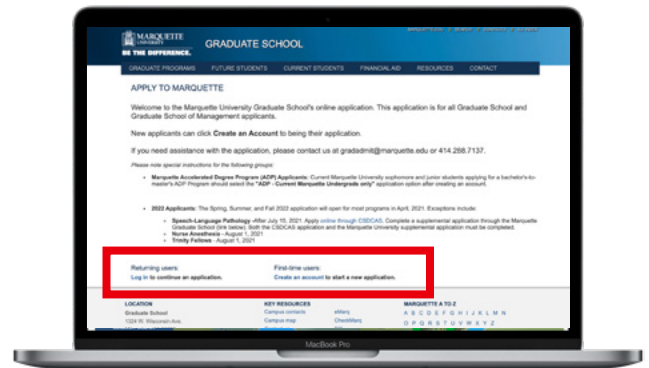 MARQUETTE
UNIVERSITY
BE THE DIFFERENCE.
GRADUATE SCHOOL
GRADUATE PROGRAMS FUTURE STUDENTS CURRENT STUDENTS FINANCIAL AID RESOURCES CONTACT
APPLY TO MARQUETTE
Welcome to the Marquette University Graduate School's online application. This application is for all Graduate School and
Graduate School of Management applicants.
New applicants can click Create an Account to being their application.
If you need assistance with the application, please contact us at gradadmit@marquette.edu or 414.288.7137.
Please note special instructions for the following groups:
• Marquette Accelerated Degree Program (ADP) Applicants: Current Marquette University sophomore and junior students applying for a bachelor's-to-
master's ADP Program should select the "ADP - Current Marquette Undergrads only" application option after creating an account.
• 2022 Applicants: The Spring, Summer, and Fall 2022 application will open for most programs in April, 2021. Exceptions include:
• Speech-Language Pathology -After July 15, 2021. Apply online through CSDCAS. Complete a supplemental application through the Marquette
Graduate School (link below). Both the CSDCAS application and the Marquette University supplemental application must be completed.
• Nurse Anesthesia - August 1, 2021
• Trinity Fellows - August 1, 2021
Returning users: First-time users:
Log in to continue an application. Create an account to start a new application.
LOCATION KEY RESOURCES MARQUETTE A TO Z
Graduate School Campus contacts eMarq A B C D E F G H I J K L M N
1324 W. Wisconsin Ave. Campus map CheckMarq O P Q R S T U V W X Y Z
MacBook Pro